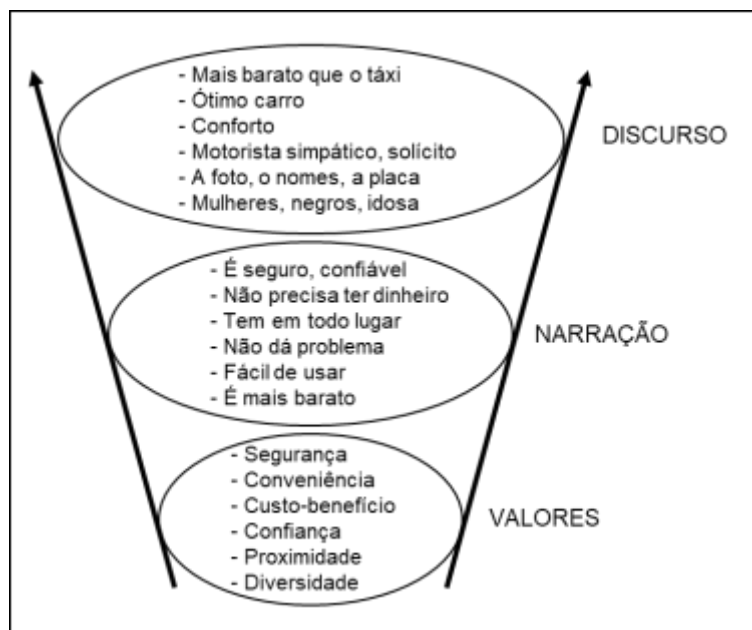 - Mais barato que o táxi
- Ótimo carro
- Conforto
- Motorista simpático, solícito
- A foto, o nomes, a placa
- Mulheres, negros, idosa
DISCURSO
- É seguro, confiável
- Não precisa ter dinheiro
- Tem em todo lugar
- Não dá problema
- Fácil de usar
- É mais barato
NARRAÇÃO
- Segurança
- Conveniência
- Custo-benefício
- Confiança
- Proximidade
- Diversidade
VALORES